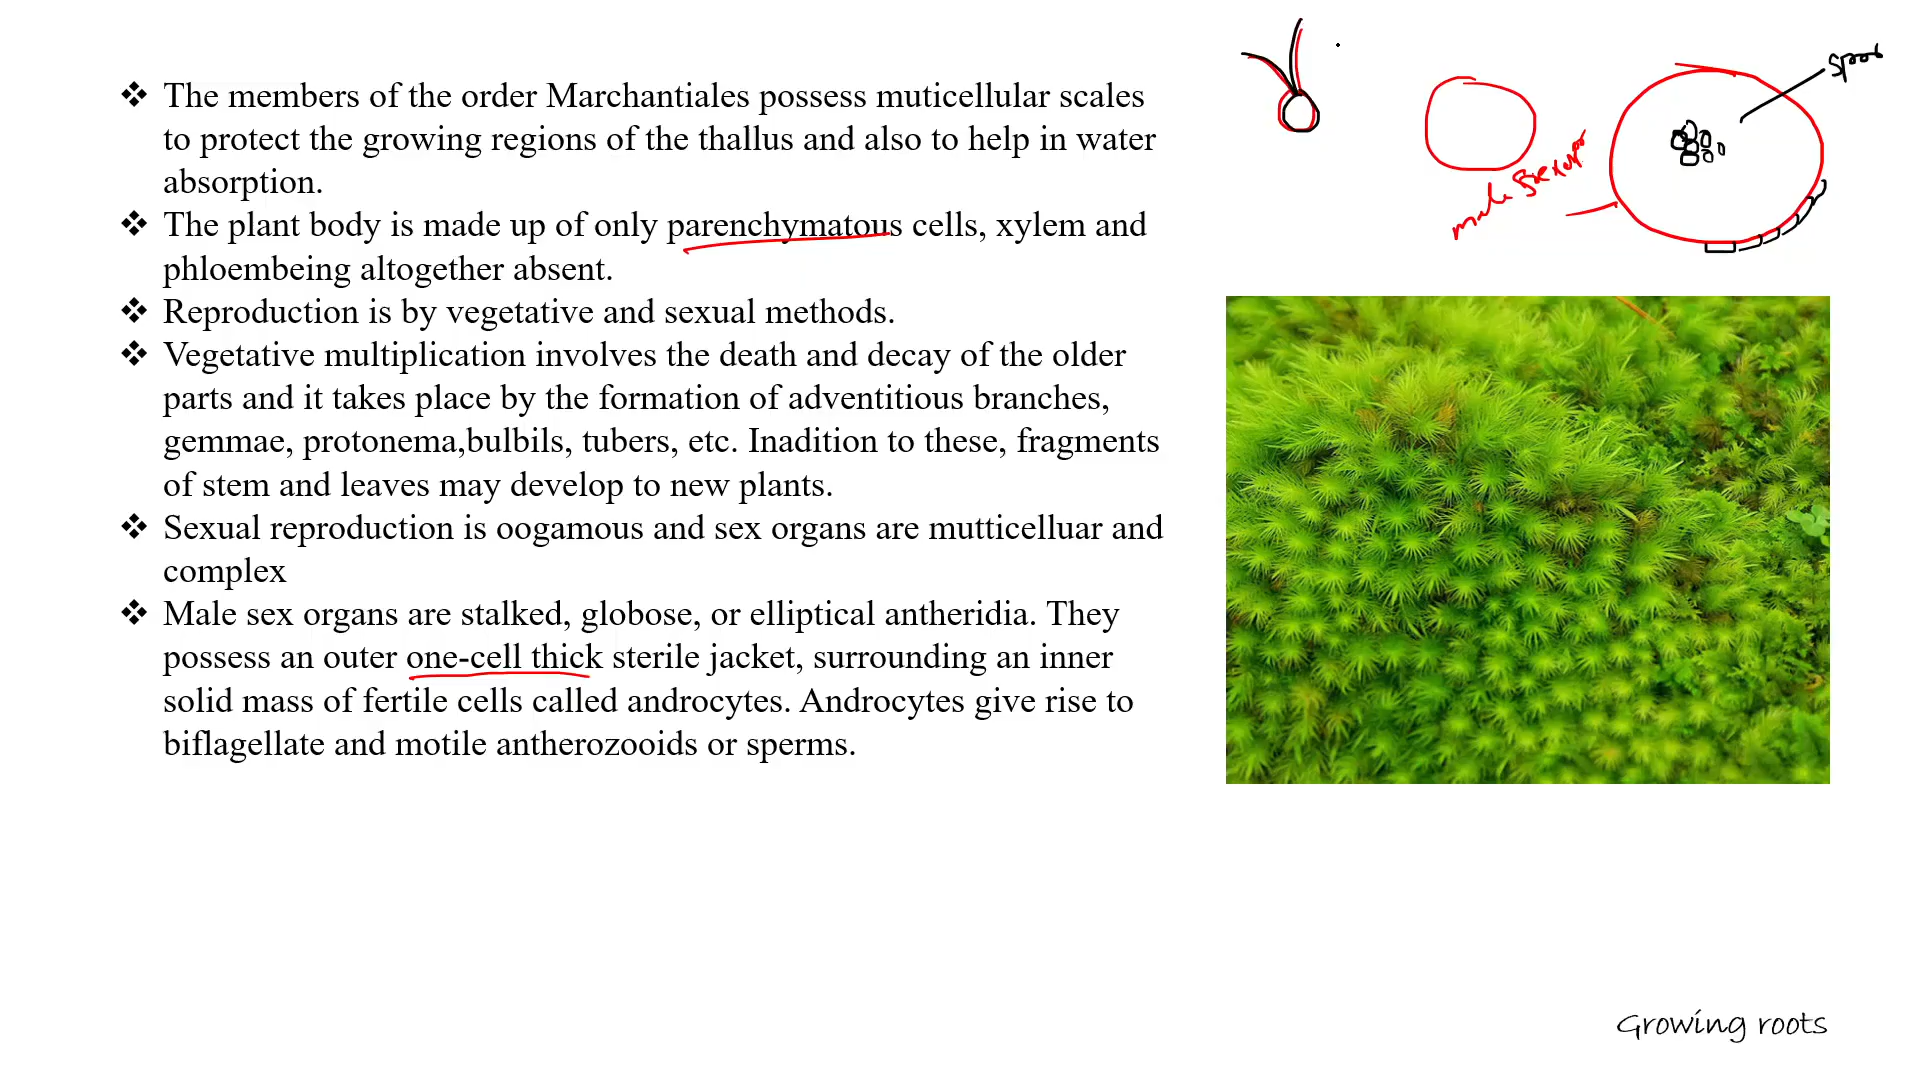 ❖ The members of the order Marchantiales possess muticellular scales
to protect the growing regions of the thallus and also to help in water
absorption.
❖ The plant body is made up of only parenchymatous cells, xylem and
phloembeing altogether absent.
❖ Reproduction is by vegetative and sexual methods.
❖ Vegetative multiplication involves the death and decay of the older
parts and it takes place by the formation of adventitious branches,
gemmae, protonema,bulbils, tubers, etc. Inadition to these, fragments
of stem and leaves may develop to new plants.
❖ Sexual reproduction is oogamous and sex organs are mutticelluar and
complex
❖ Male sex organs are stalked, globose, or elliptical antheridia. They
possess an outer one-cell thick sterile jacket, surrounding an inner
solid mass of fertile cells called androcytes. Androcytes give rise to
biflagellate and motile antherozooids or sperms.
male
Growing roots